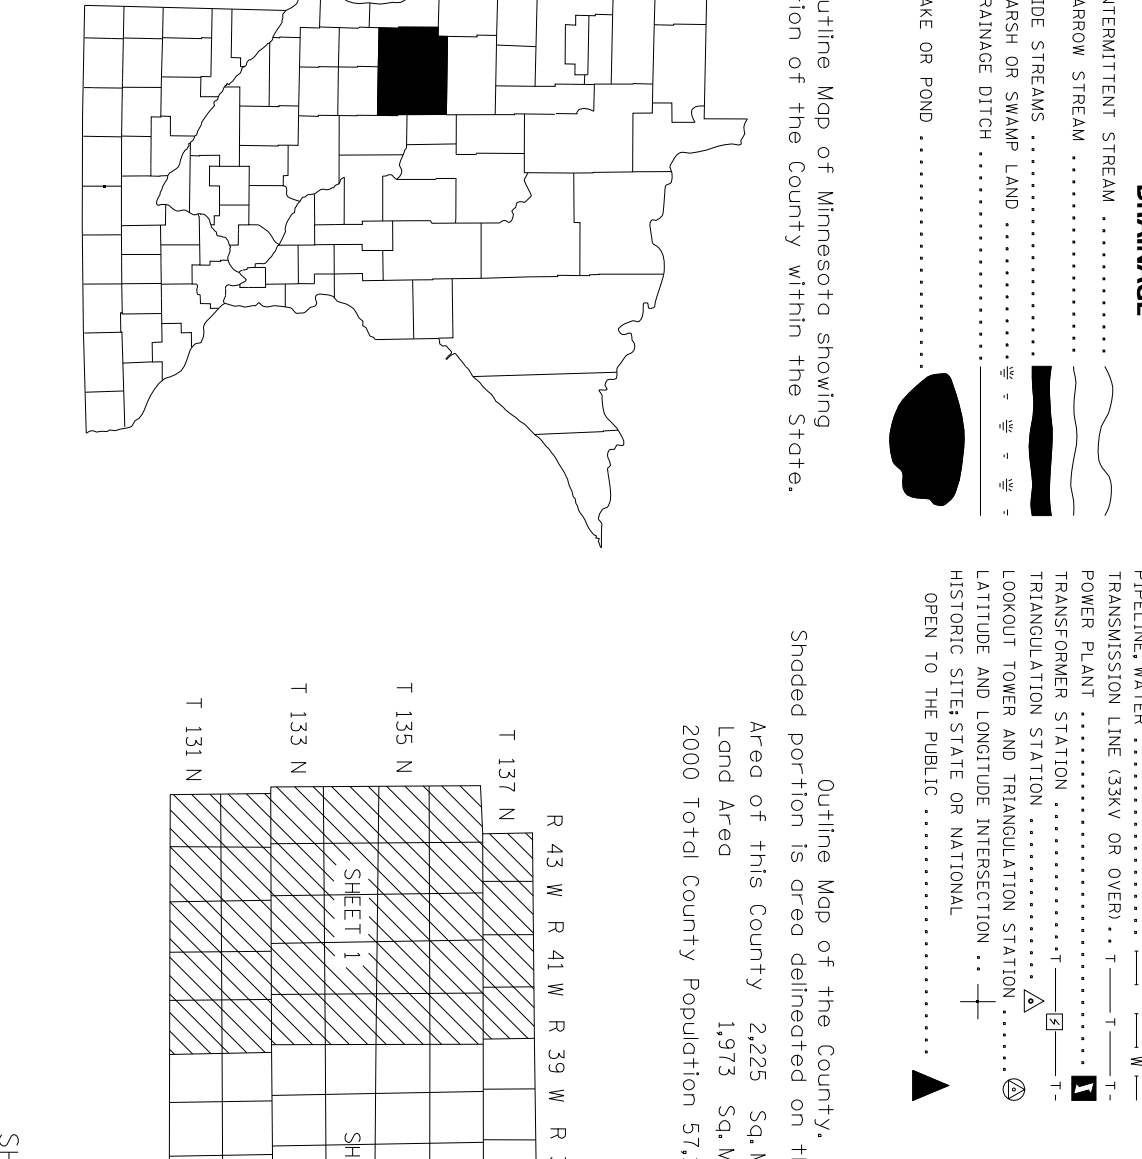 DRAINAGE
INTERMITTENT STREAM
NARROW STREAM
WIDE STREAMS
MARSH OR SWAMP LAND
DRAINAGE DITCH
LAKE OR POND
Outline Map of Minnesota showing
of the County within the State.
PIPELINE, WATER
W
TRANSMISSION LINE (33KV OR OVER)
T T
POWER PLANT
TRANSFORMER STATION
T T
TRIANGULATION STATION
LOOKOUT TOWER AND TRIANGULATION STATION
LATITUDE AND LONGITUDE INTERSECTION
HISTORIC SITE; STATE OR NATIONAL
OPEN TO THE PUBLIC
Outline Map of the County.
Shaded portion is area delineated on
Area of this County 2,225 Sq.
Land Area 1,973 Sq.
2000 Total County Population
R 43 W R 41 W R 39 W R
T 137 N
T 135 N
T 133 N
T 131 N
SHEET 1